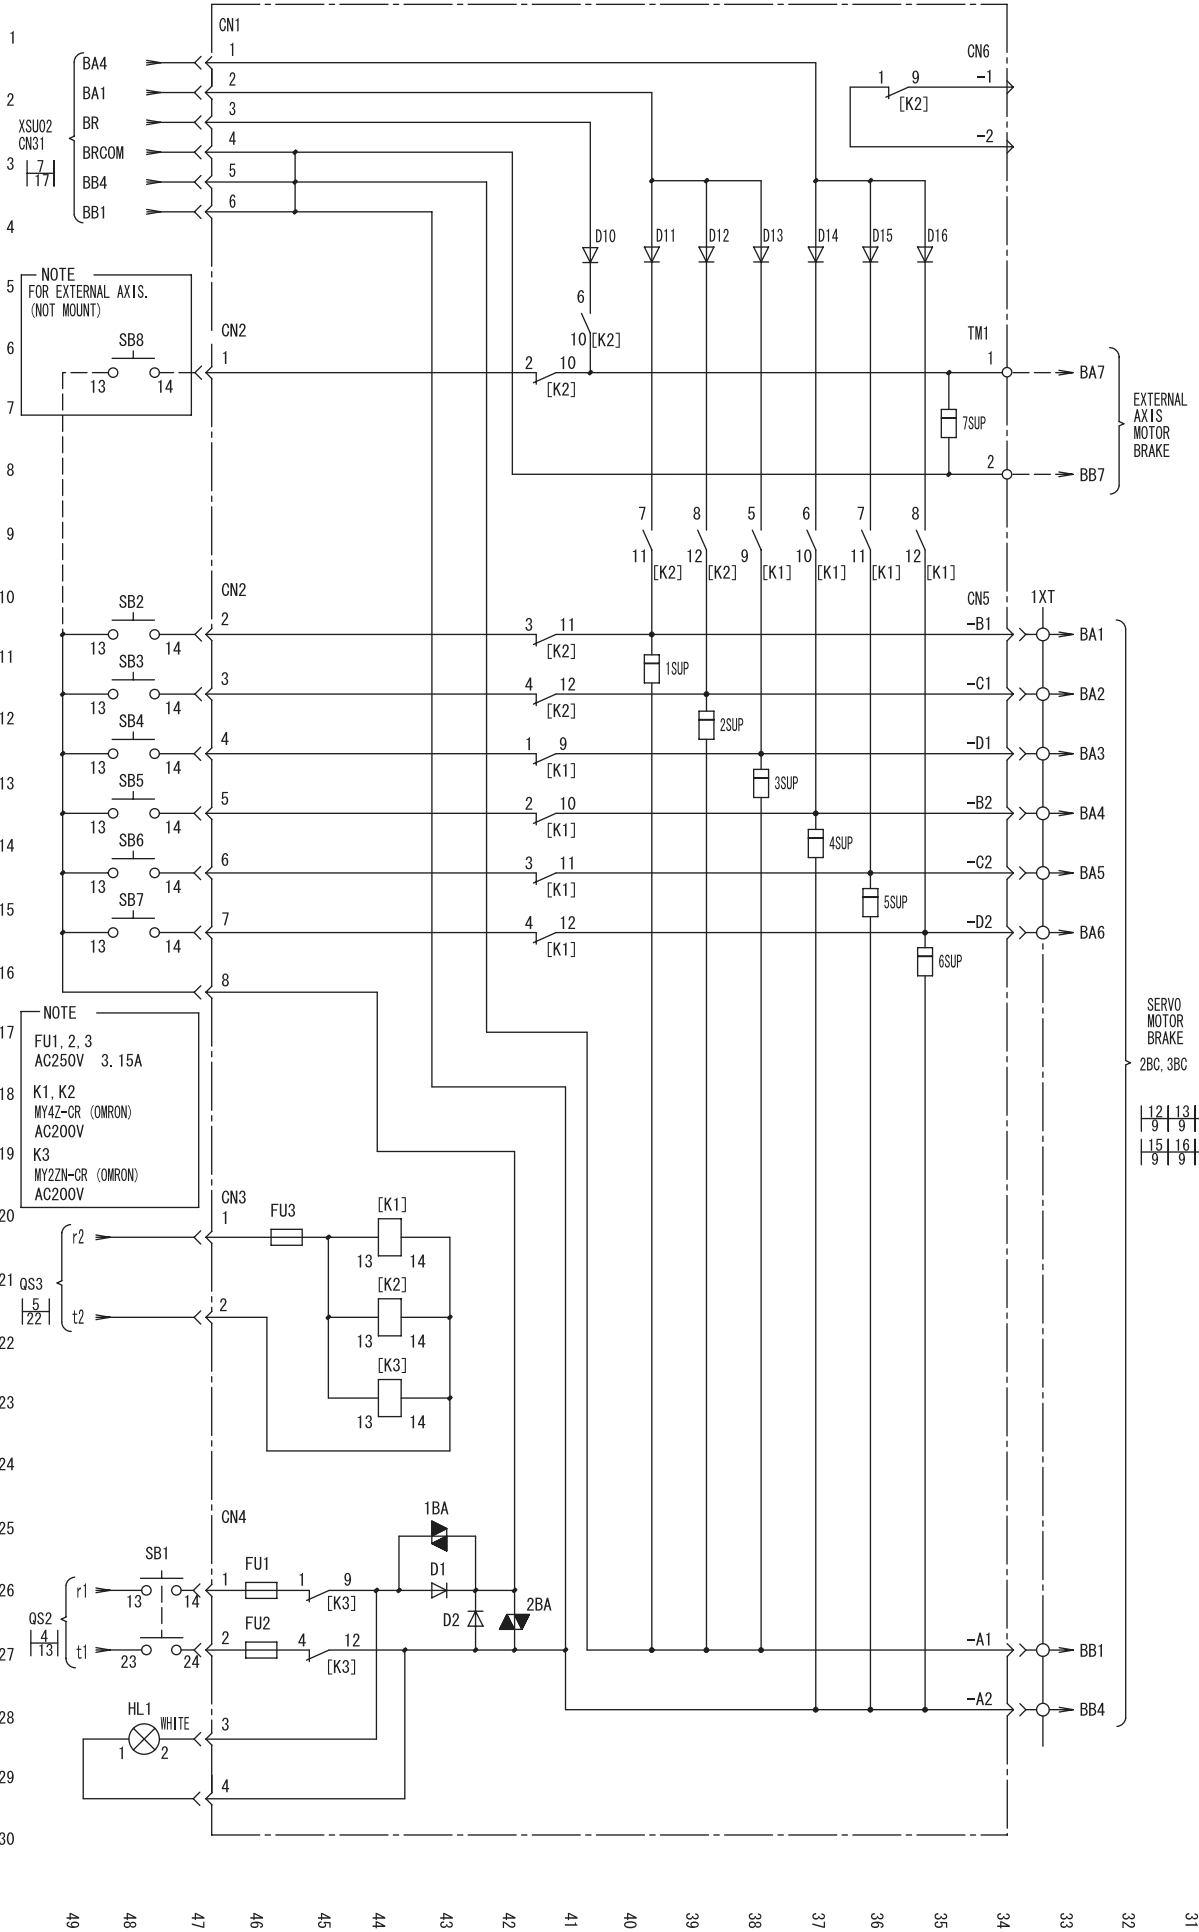 1
2
3
4
5
6
7
8
9
10
11
12
13
14
15
16
17
18
19
20
21
22
23
24
25
26
27
28
29
30
CN1
BA4 1
BA1 2
BR 3
BRCOM 4
BB4 5
BB1 6
XSU02
CN31
7
17
CN6
1 9 -1
[K2]
-2
D10 D11 D12 D13 D14 D15 D16
NOTE
FOR EXTERNAL AXIS.
(NOT MOUNT)
SB8
13 14
CN2
1
6
10 [K2]
2 10
[K2]
TM1
1 BA7
7SUP
2 BB7
EXTERNAL
AXIS
MOTOR
BRAKE
7 8 5 6 7 8
11 12 9 10 11 12
[K2] [K2] [K1] [K1] [K1] [K1]
CN2
CN5 1XT
SB2
13 14 2 3 11 -B1 BA1
[K2]
1SUP
SB3
13 14 3 4 12 -C1 BA2
[K2]
2SUP
SB4
13 14 4 1 9 -D1 BA3
[K1]
3SUP
SB5
13 14 5 2 10 -B2 BA4
[K1]
4SUP
SB6
13 14 6 3 11 -C2 BA5
[K1]
5SUP
SB7
13 14 7 4 12 -D2 BA6
[K1]
6SUP
8
NOTE
FU1, 2, 3
AC250V 3. 15A
K1, K2
MY4Z-CR (OMRON)
AC200V
K3
MY2ZN-CR (OMRON)
AC200V
SERVO
MOTOR
BRAKE
2BC, 3BC
12 13
9 9
15 16
9 9
CN3
r2 1 FU3 [K1]
13 14
QS3
5
22
[K2]
t2 2
13 14
[K3]
13 14
CN4
1BA
SB1
r1 13 14 1 FU1 1 9 D1
[K3]
QS2
4
13
FU2 D2 2BA
t1 23 24 2 4 12 -A1 BB1
[K3]
-A2 BB4
HL1
WHITE
1 2 3
4
49 48 47 46 45 44 43 42 41 40 39 38 37 36 35 34 33 32 31